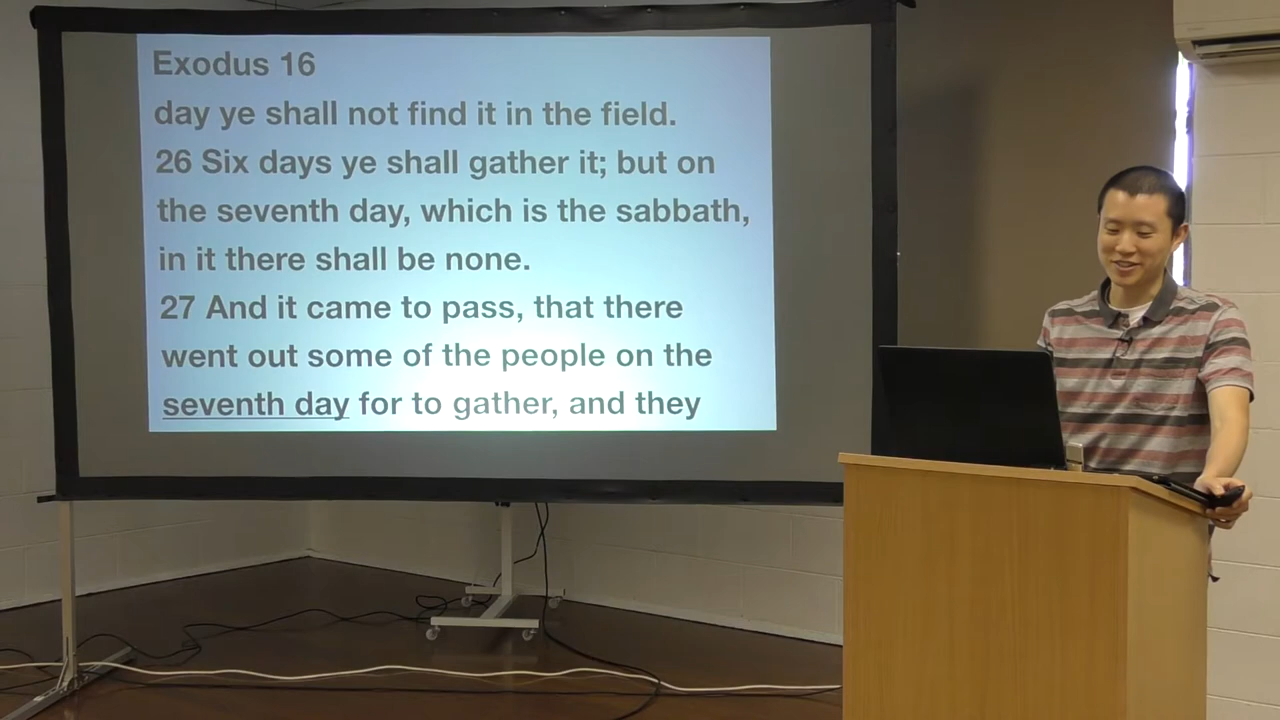 Exodus 16
day ye shall not find it in the field.
26 Six days ye shall gather it; but on
the seventh day, which is the sabbath,
in it there shall be none.
27 And it came to pass, that there
went out some of the people on the
seventh day for to gather, and they